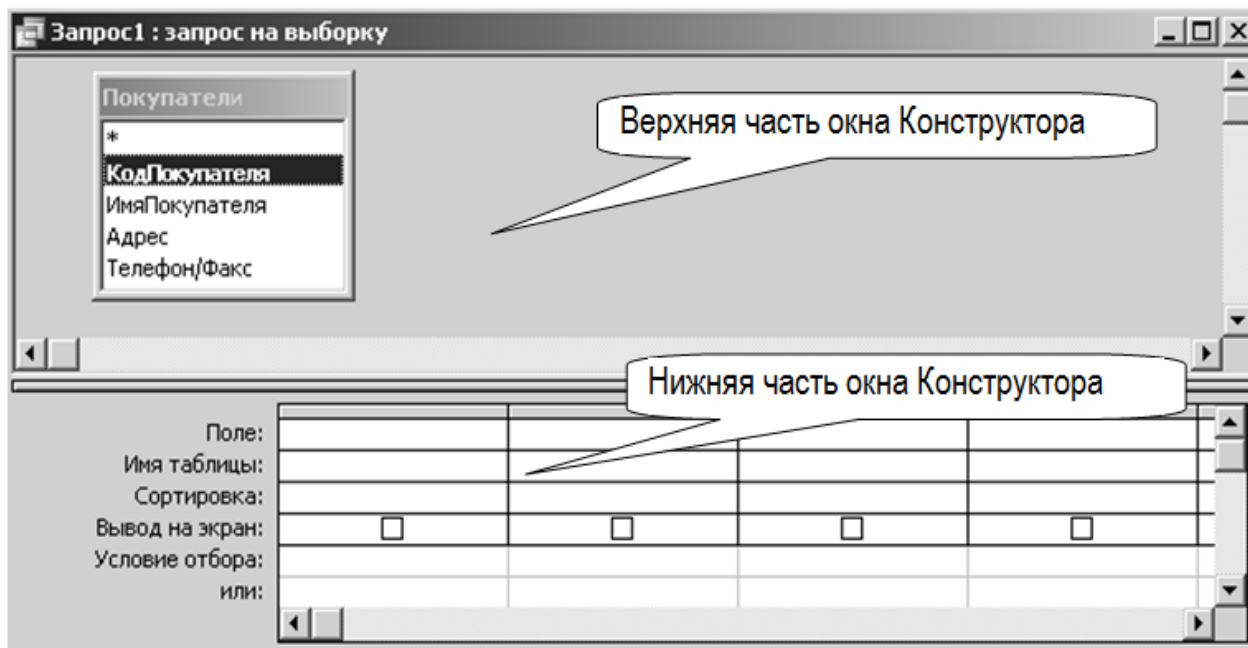 Запрос1 : запрос на выборку
Покупатели
*
КодПокупателя
ИмяПокупателя
Адрес
Телефон/Факс
Верхняя часть окна Конструктора
Нижняя часть окна Конструктора
Поле:
Имя таблицы:
Сортировка:
Вывод на экран:
Условие отбора:
или: